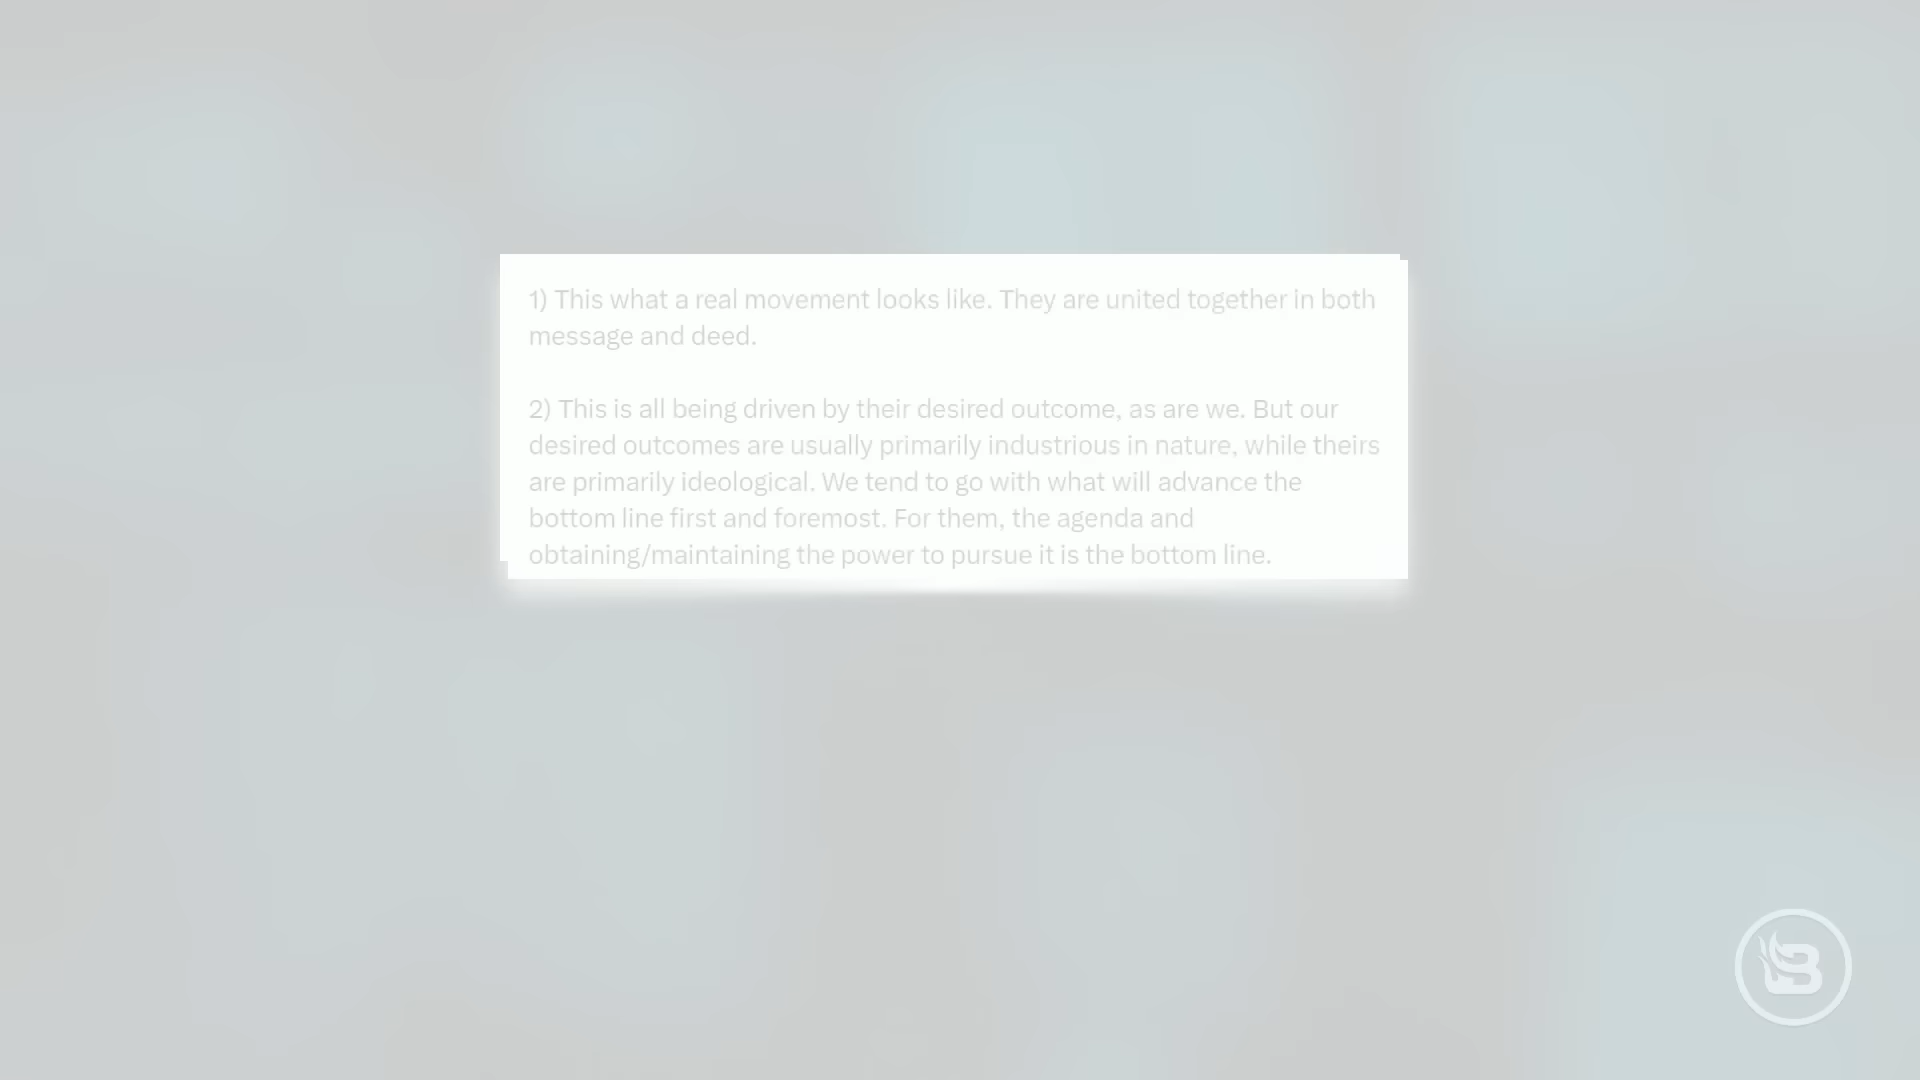 1) This what a real movement looks like. They are united together in both
message and deed.
2) This is all being driven by their desired outcome, as are we. But our
desired outcomes are usually primarily industrious in nature, while theirs
are primarily ideological. We tend to go with what will advance the
bottom line first and foremost. For them, the agenda and
obtaining/maintaining the power to pursue it is the bottom line.
B